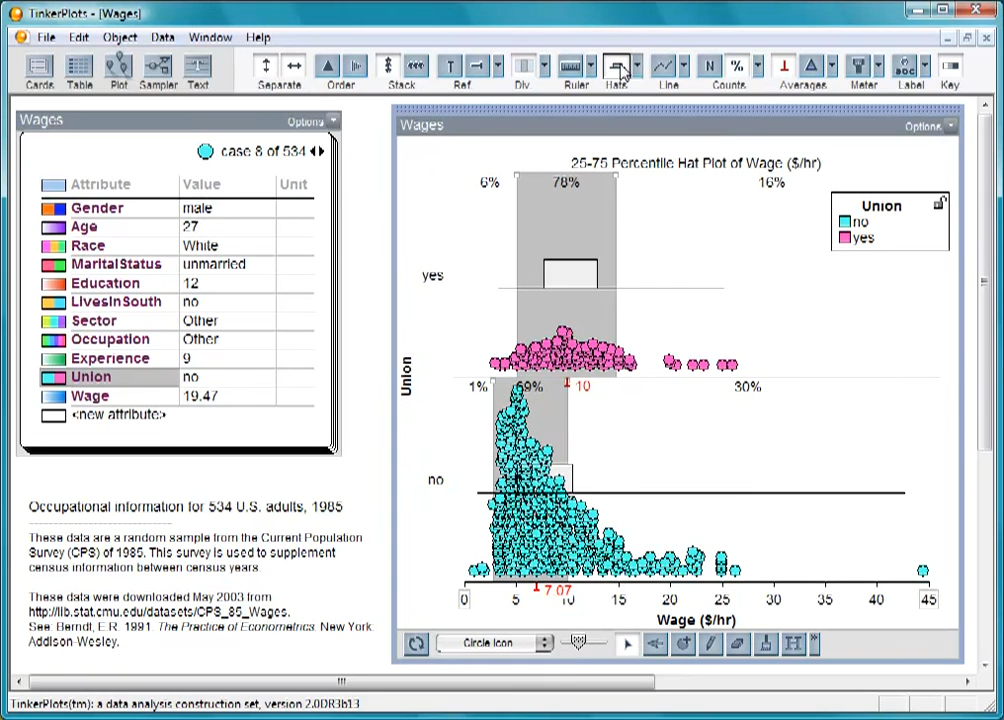 TinkerPlots - [Wages]
File Edit Object Data Window Help
Cards Table Plot Sampler Text Separate Order Stack Ref Div Ruler Hats Line Counts Averages Meter Label Key
Wages Options
case 8 of 534
Attribute Value Unit
Gender male
Age 27
Race White
MaritalStatus unmarried
Education 12
LivesInSouth no
Sector Other
Occupation Other
Experience 9
Union no
Wage 19.47
<new attribute>
Occupational information for 534 U.S. adults, 1985
These data are a random sample from the Current Population
Survey (CPS) of 1985. This survey is used to supplement
census information between census years.
These data were downloaded May 2003 from
http://lib.stat.cmu.edu/datasets/CPS_85_Wages.
See: Berndt, E.R. 1991. The Practice of Econometrics. New York:
Addison-Wesley.
Wages Options
25-75 Percentile Hat Plot of Wage ($/hr)
6% 78% 16%
Union
no
yes
yes
Union
1% 69% 10 30%
no
7.07
0 5 10 15 20 25 30 35 40 45
Wage ($/hr)
Circle Icon
TinkerPlots(tm): a data analysis construction set, version 2.0DR3b13